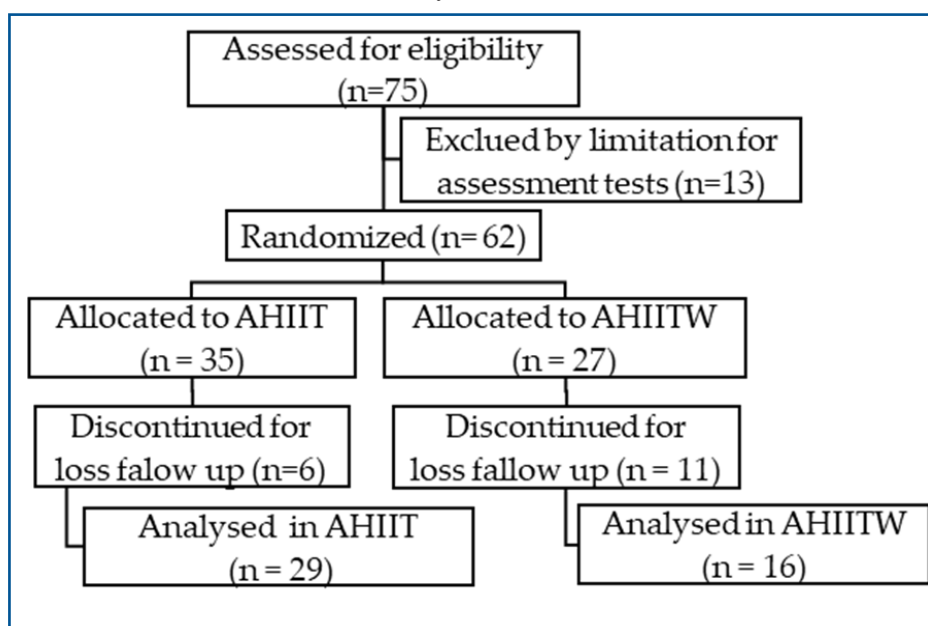 Assessed for eligibility
(n=75)
Exclued by limitation for
assessment tests (n=13)
Randomized (n= 62)
Allocated to AHIIT
(n = 35)
Allocated to AHIITW
(n = 27)
Discontinued for
loss falow up (n=6)
Discontinued for
loss fallow up (n = 11)
Analysed in AHIIT
(n = 29)
Analysed in AHIITW
(n = 16)